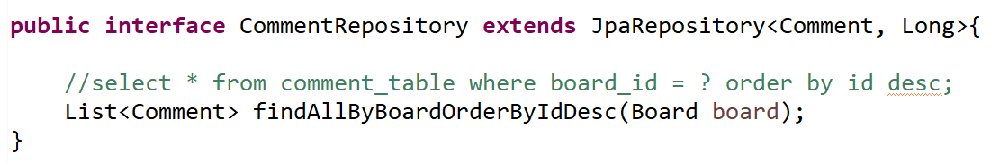 public interface CommentRepository extends JpaRepository<Comment, Long>{
//select * from comment_table where board_id = ? order by id desc;
List<Comment> findAllByBoardOrderByIdDesc(Board board);
}